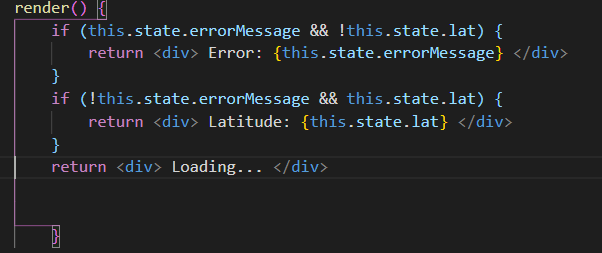 render() {
if (this.state.errorMessage && !this.state.lat) {
return <div> Error: {this.state.errorMessage} </div>
}
if (!this.state.errorMessage && this.state.lat) {
return <div> Latitude: {this.state.lat} </div>
}
return <div> Loading... </div>
}